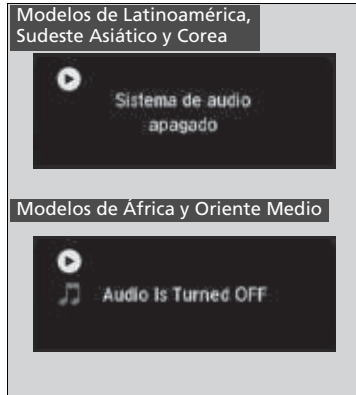 Modelos de Latinoamérica,
Sudeste Asiático y Corea
Sistema de audio
apagado
Modelos de África y Oriente Medio
Audio Is Turned OFF